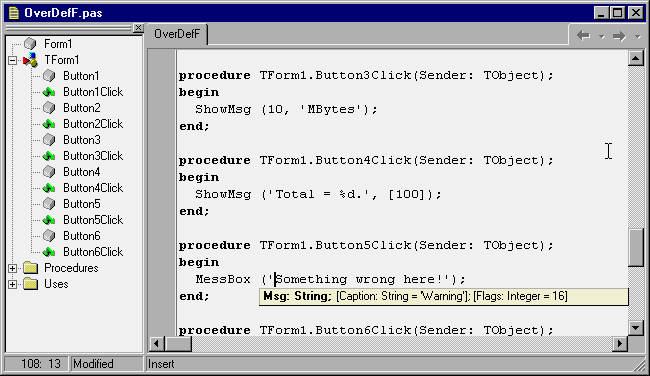 OverDefF.pas
Form1
TForm1
Button1
Button1Click
Button2
Button2Click
Button3
Button3Click
Button4
Button4Click
Button5
Button5Click
Button6
Button6Click
Procedures
Uses
OverDefF
procedure TForm1.Button3Click(Sender: TObject);
begin
ShowMsg (10, 'MBytes');
end;
procedure TForm1.Button4Click(Sender: TObject);
begin
ShowMsg ('Total = %d.', [100]);
end;
procedure TForm1.Button5Click(Sender: TObject);
begin
MessBox ('Something wrong here!');
end;
Msg: String; [Caption: String = 'Warning']; [Flags: Integer = 16]
procedure TForm1.Button6Click(Sender: TObject);
108: 13 Modified Insert